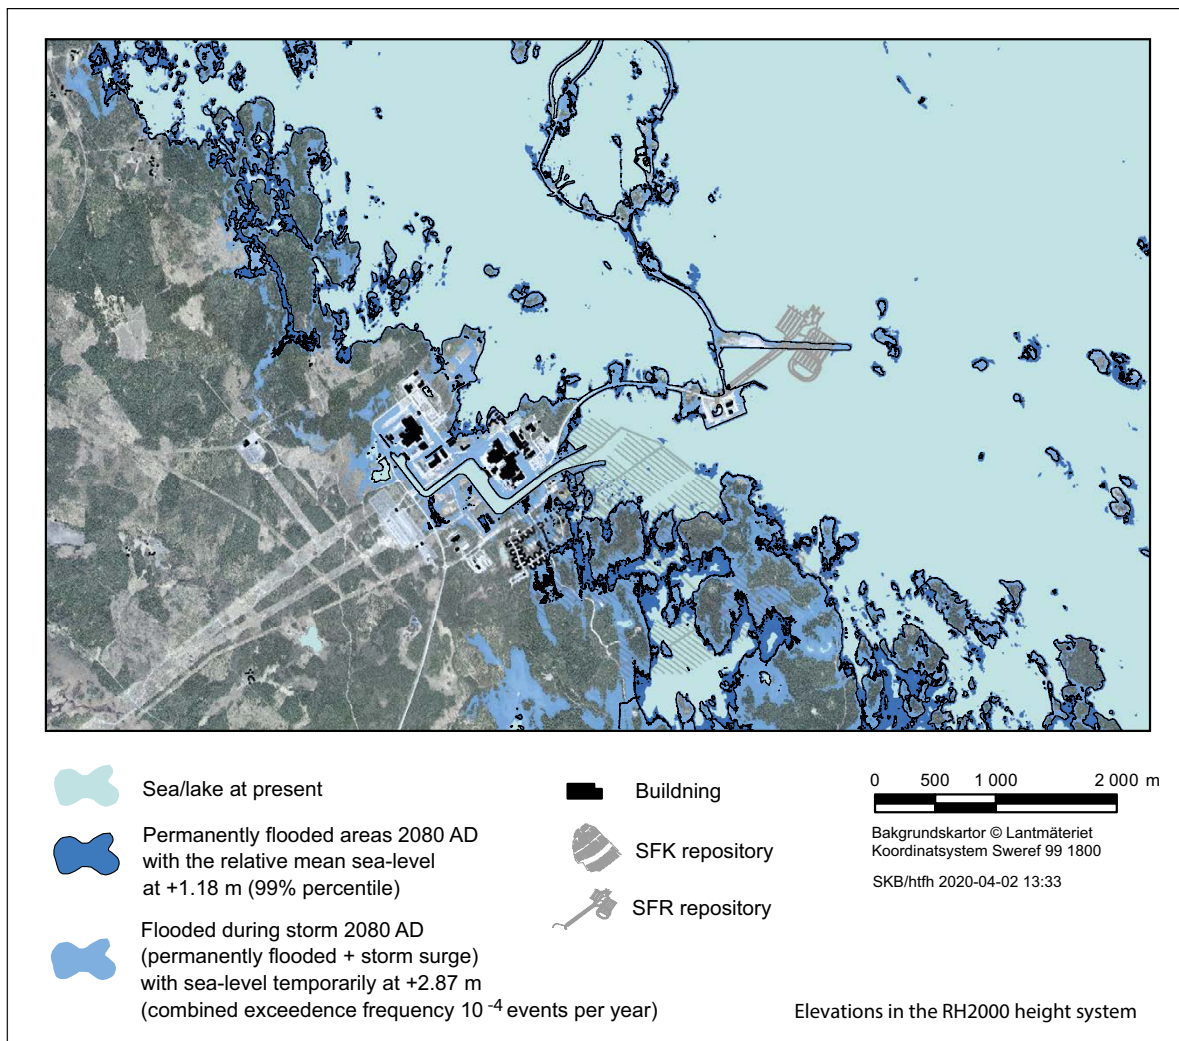 Sea/lake at present
Permanently flooded areas 2080 AD
with the relative mean sea-level
at +1.18 m (99% percentile)
Flooded during storm 2080 AD
(permanently flooded + storm surge)
with sea-level temporarily at +2.87 m
(combined exceedence frequency 10 -4 events per year)
Buildning
SFK repository
SFR repository
0 500 1 000 2 000 m
Bakgrundskartor © Lantmäteriet
Koordinatsystem Sweref 99 1800
SKB/htfh 2020-04-02 13:33
Elevations in the RH2000 height system